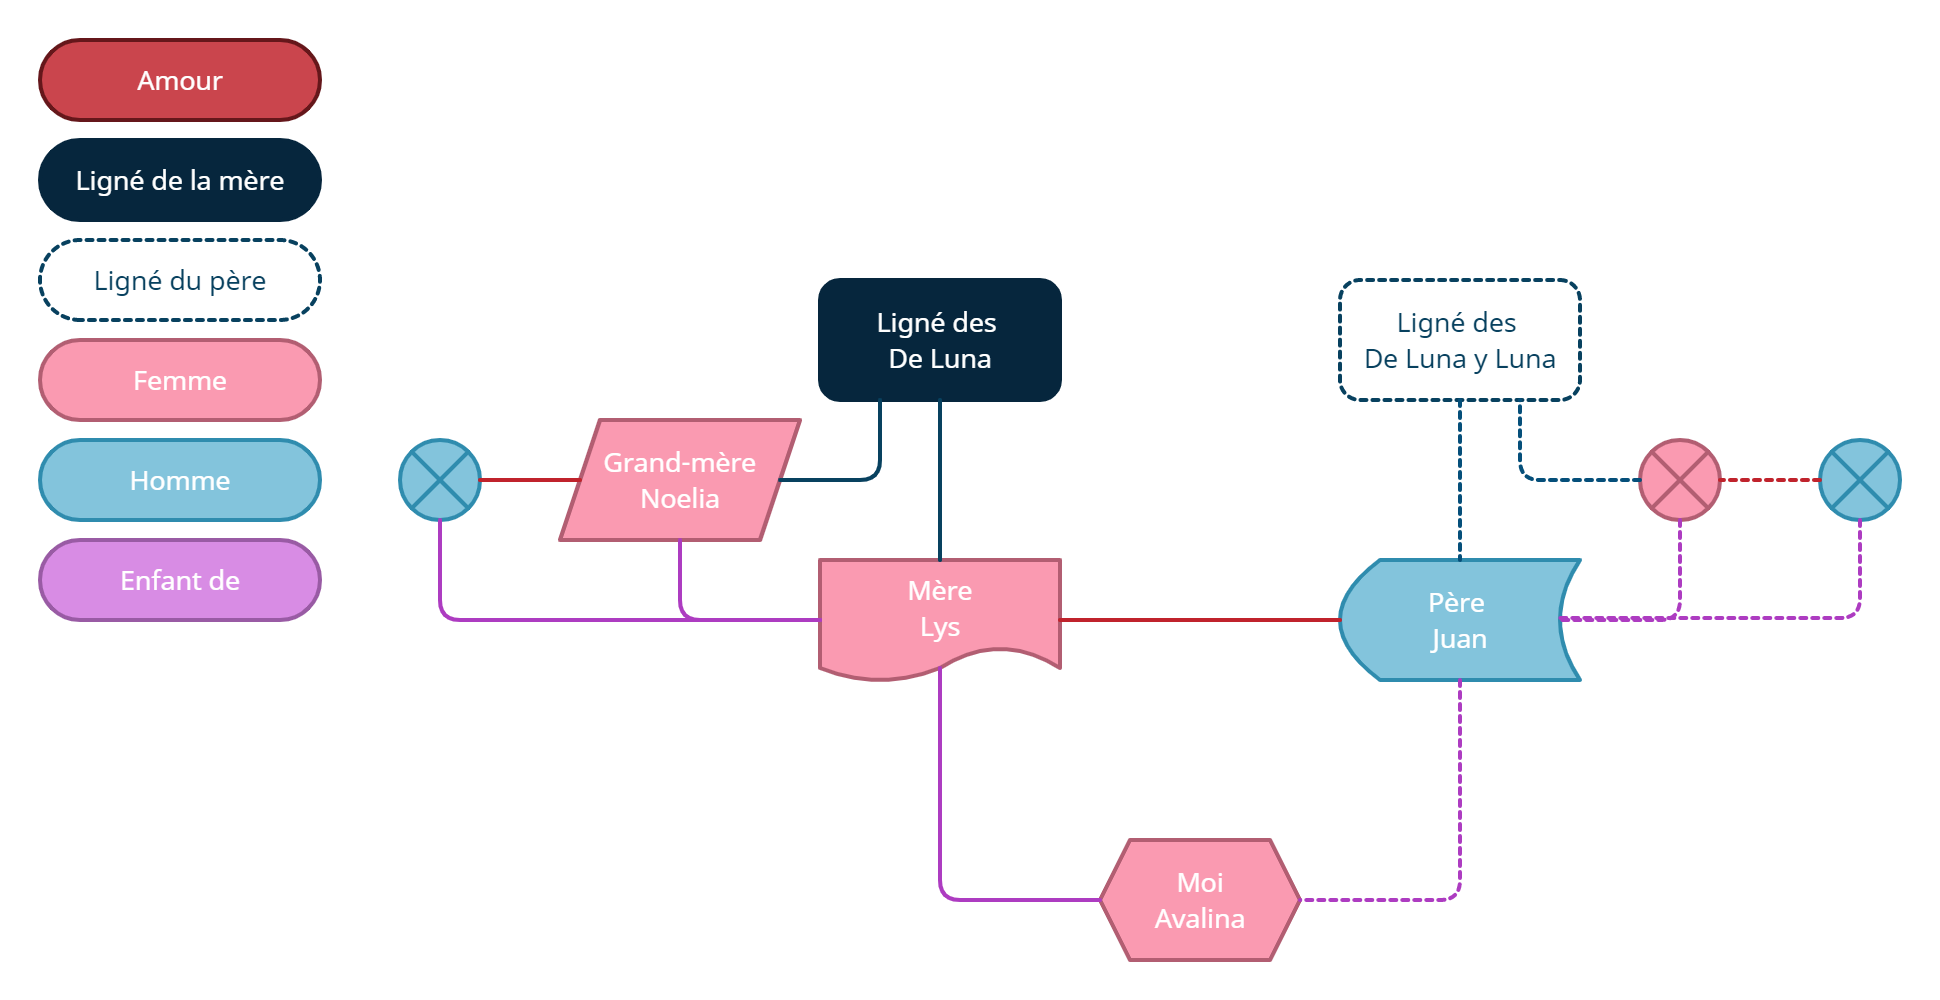 Amour
Ligné de la mère
Ligné du père
Femme
Homme
Enfant de
Ligné des
De Luna
Ligné des
De Luna y Luna
Grand-mère
Noelia
Mère
Lys
Père
Juan
Moi
Avalina